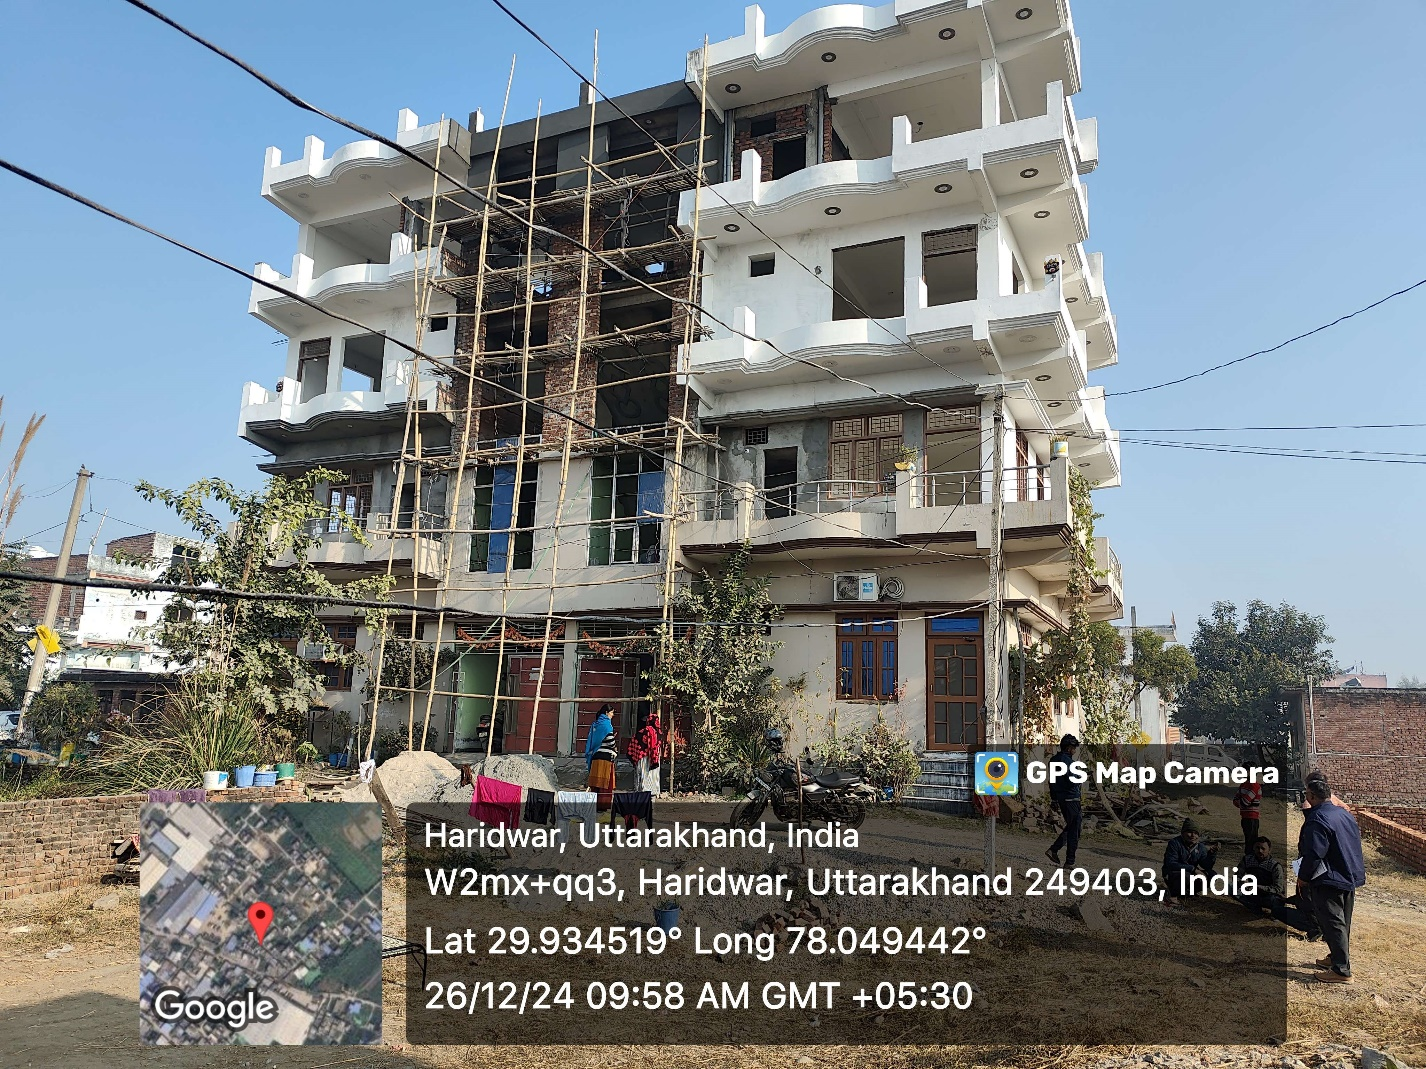 GPS Map Camera
Haridwar, Uttarakhand, India
W2mx+qq3, Haridwar, Uttarakhand 249403, India
Lat 29.934519° Long 78.049442°
26/12/24 09:58 AM GMT +05:30
Google